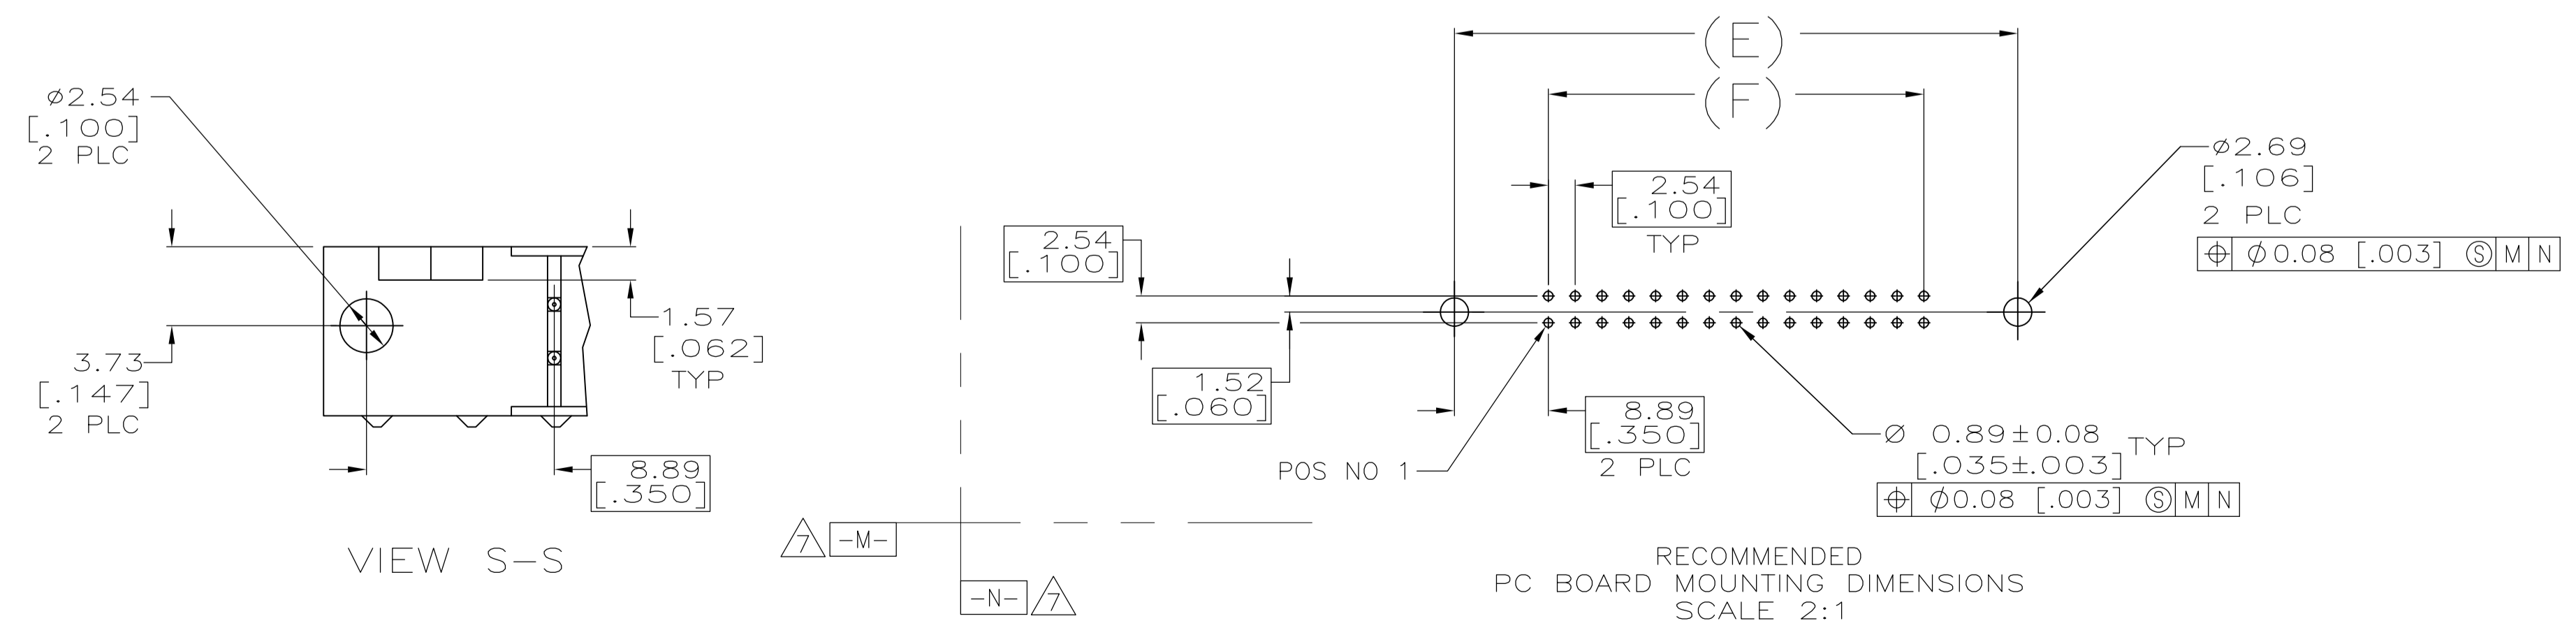 ø2.54
[.100]
2 PLC
3.73
[.147]
2 PLC
1.57
[.062]
TYP
8.89
[.350]
VIEW S-S
7
-M-
-N-
7
(E)
(F)
2.54
[.100]
TYP
2.54
[.100]
1.52
[.060]
8.89
[.350]
2 PLC
POS NO 1
ø2.69
[.106]
2 PLC
⌖ ø0.08 [.003] Ⓢ M N
ø 0.89±0.08 TYP
[.035±.003]
⌖ ø0.08 [.003] Ⓢ M N
RECOMMENDED
PC BOARD MOUNTING DIMENSIONS
SCALE 2:1